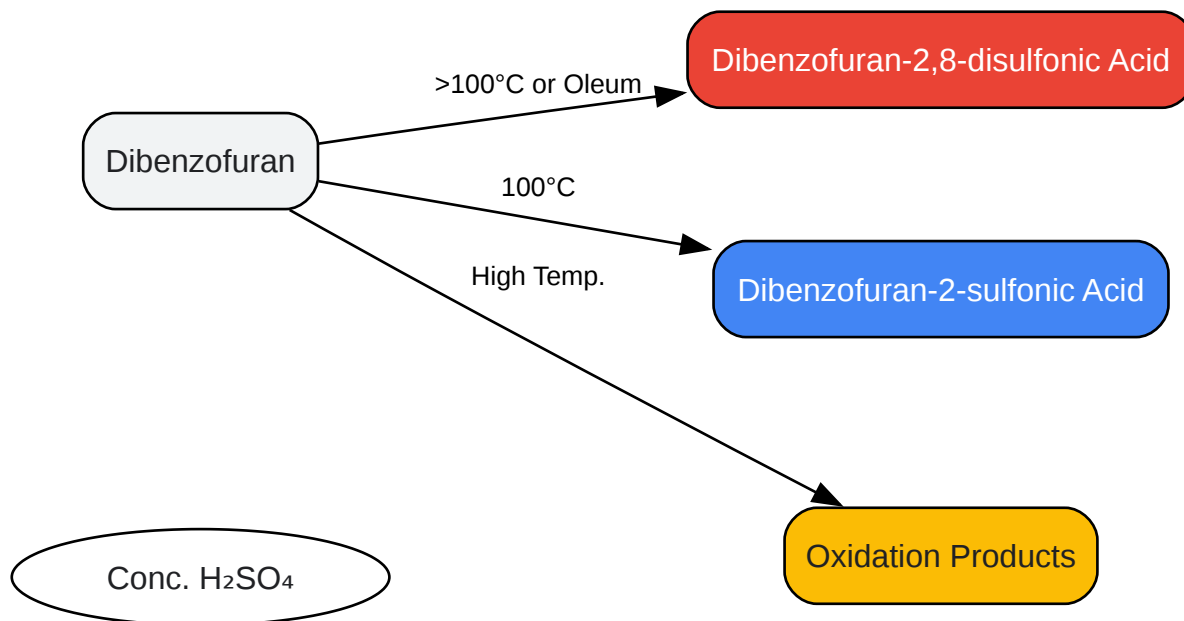 Dibenzofuran-2,8-disulfonic Acid
>100°C or Oleum
Dibenzofuran
100°C
High Temp.
Dibenzofuran-2-sulfonic Acid
Oxidation Products
Conc. H₂SO₄